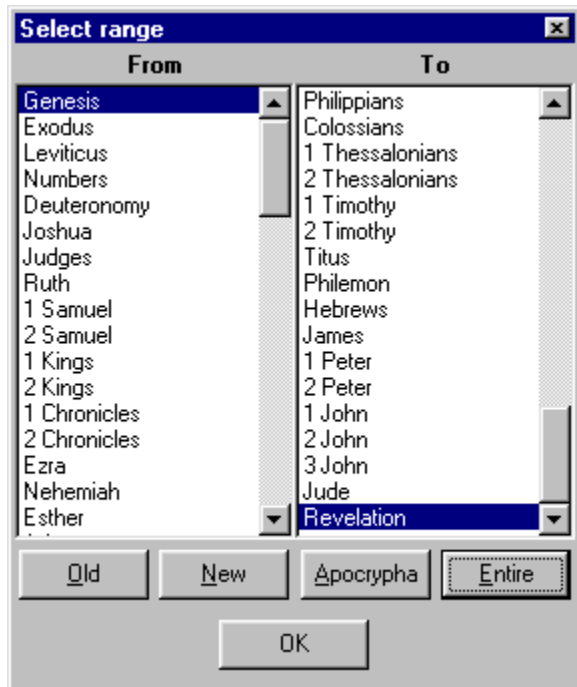 Select range
From
To
Genesis
Exodus
Leviticus
Numbers
Deuteronomy
Joshua
Judges
Ruth
1 Samuel
2 Samuel
1 Kings
2 Kings
1 Chronicles
2 Chronicles
Ezra
Nehemiah
Esther
Philippians
Colossians
1 Thessalonians
2 Thessalonians
1 Timothy
2 Timothy
Titus
Philemon
Hebrews
James
1 Peter
2 Peter
1 John
2 John
3 John
Jude
Revelation
Old
New
Apocrypha
Entire
OK